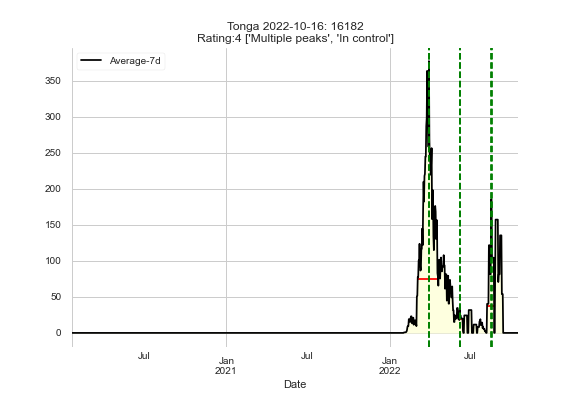 Tonga 2022-10-16: 16182
Rating:4 ['Multiple peaks', 'In control']
Average-7d
350
300
250
200
150
100
50
0
Jul
Jan
2021
Jul
Jan
2022
Jul
Date